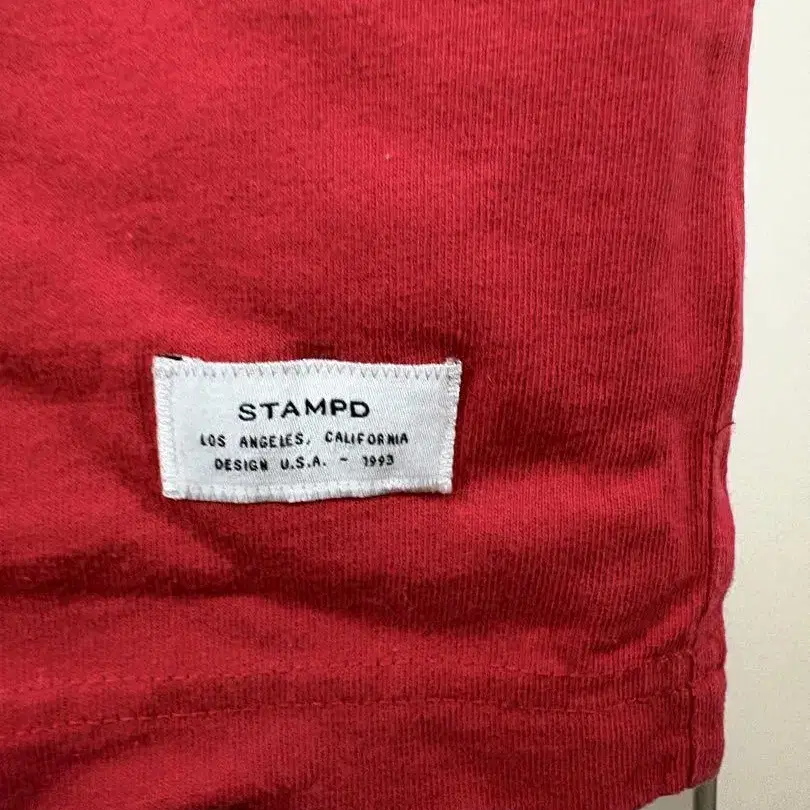 STAMPD
LOS ANGELES, CALIFORNIA
DESIGN U.S.A. - 1993